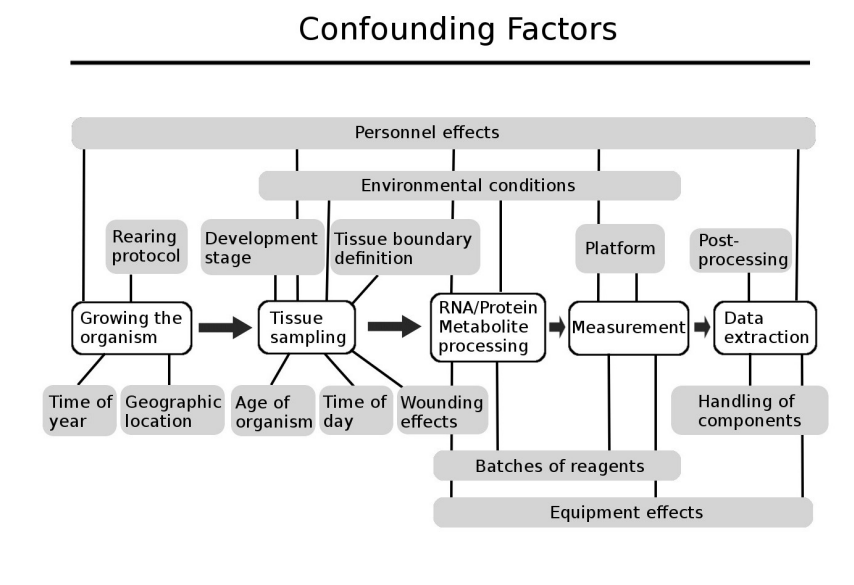 Confounding Factors
Personnel effects
Environmental conditions
Rearing
protocol
Development
stage
Tissue boundary
definition
Platform
Post-
processing
Growing the
organism
Tissue
sampling
RNA/Protein
Metabolite
processing
Measurement
Data
extraction
Time of
year
Geographic
location
Age of
organism
Time of
day
Wounding
effects
Handling of
components
Batches of reagents
Equipment effects